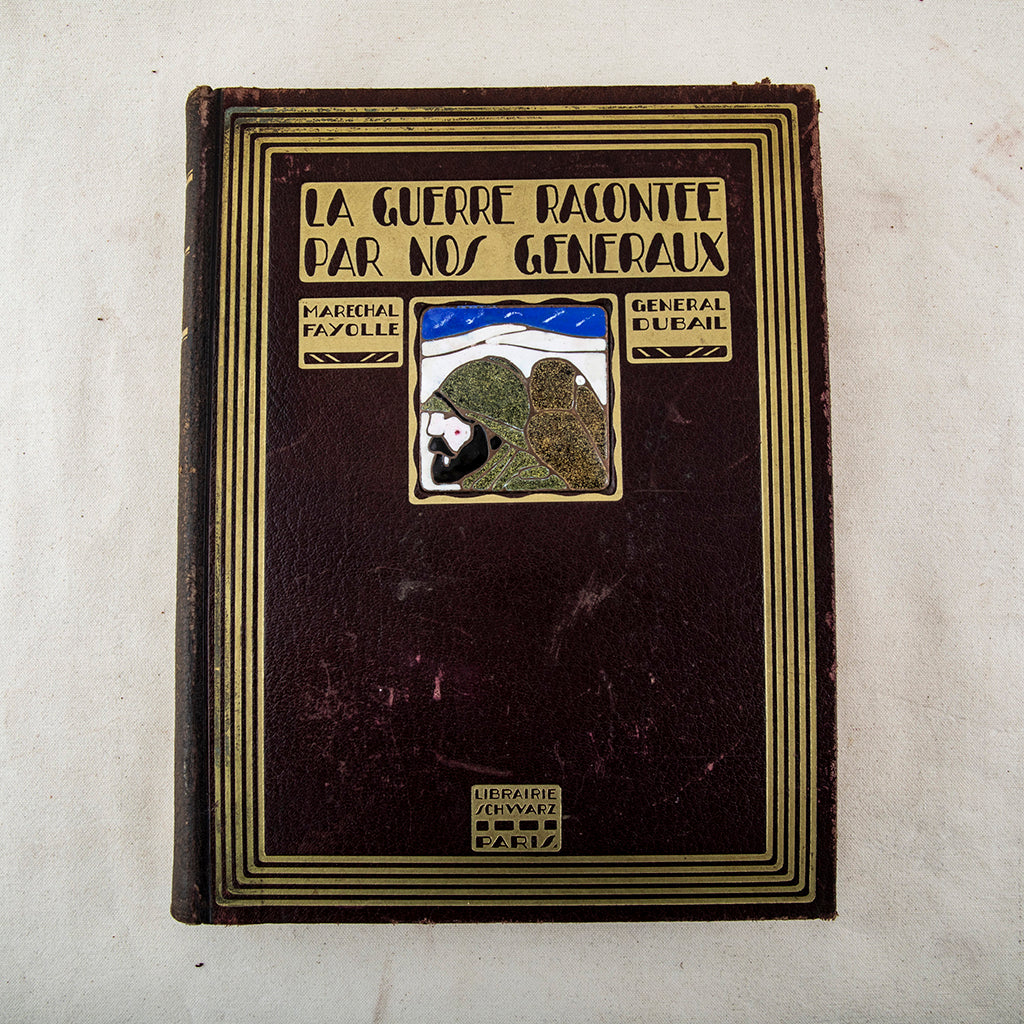 LA GUERRE RACONTEE
PAR NOS GENERAUX
MARECHAL
FAYOLLE
GENERAL
DUBAIL
LIBRAIRIE
SCHWARZ
PARIS